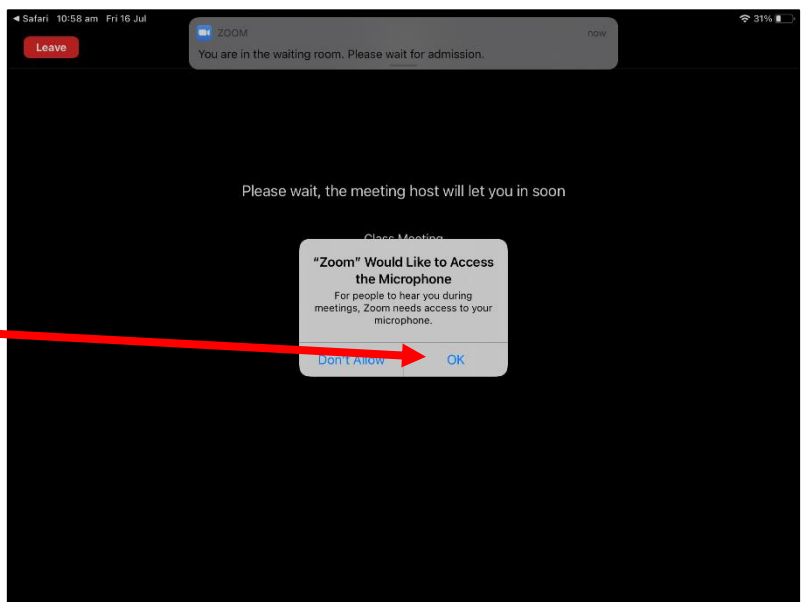 ◀ Safari 10:58 am Fri 16 Jul
31%
Leave
ZOOM now
You are in the waiting room. Please wait for admission.
Please wait, the meeting host will let you in soon
Class Meeting
“Zoom” Would Like to Access
the Microphone
For people to hear you during
meetings, Zoom needs access to your
microphone.
Don't Allow OK